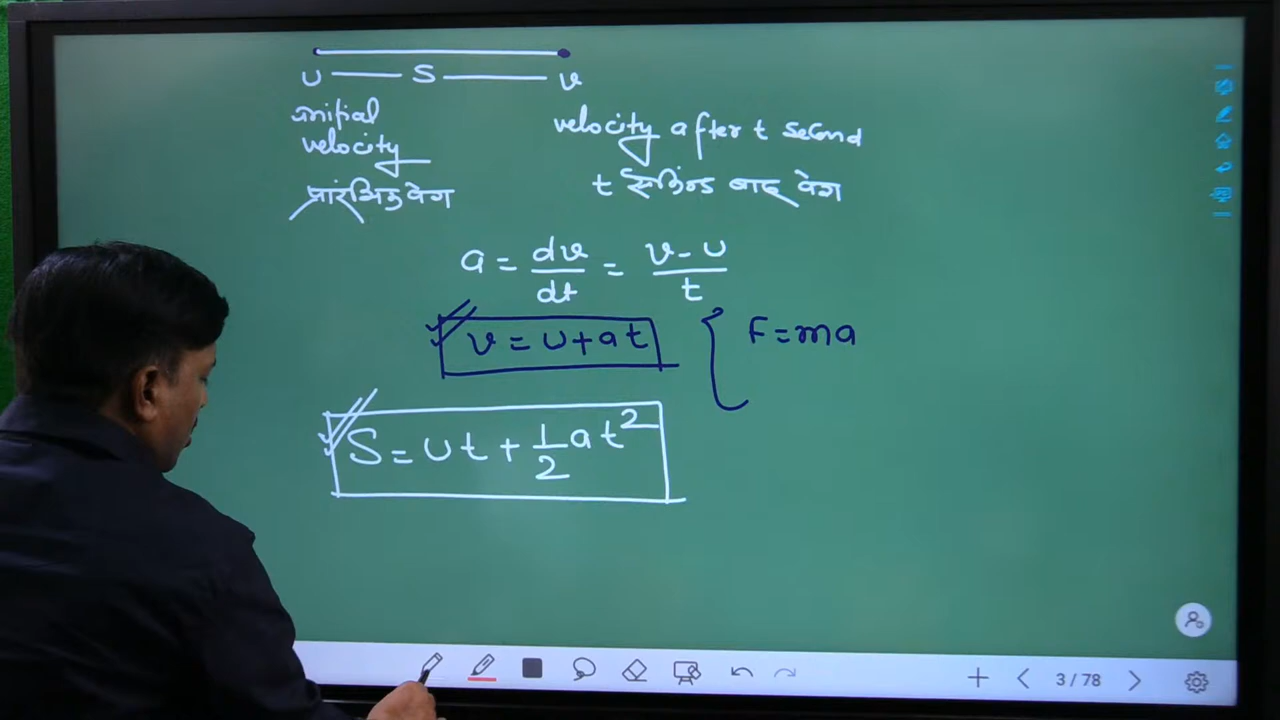 u S v
initial
velocity
प्रारंभिक वेग
velocity after t second
t सेकिण्ड बाद वेग
a = dv/dt = v-u/t
v = u+at
F=ma
S = ut + 1/2 at²
3 / 78